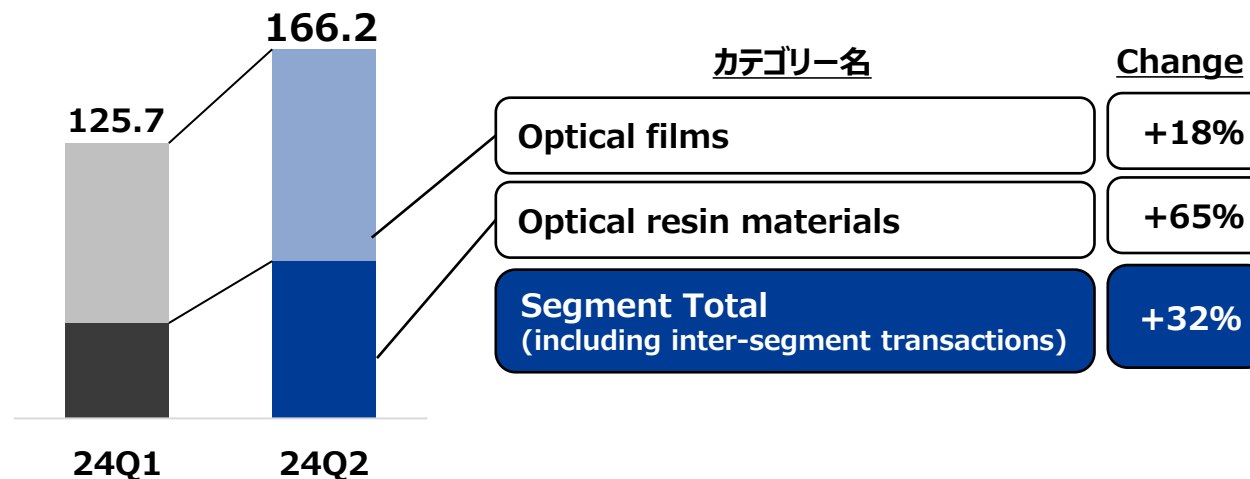 166.2
125.7
カテゴリー名
Change
Optical films
+18%
Optical resin materials
+65%
Segment Total
(including inter-segment transactions)
+32%
24Q1
24Q2